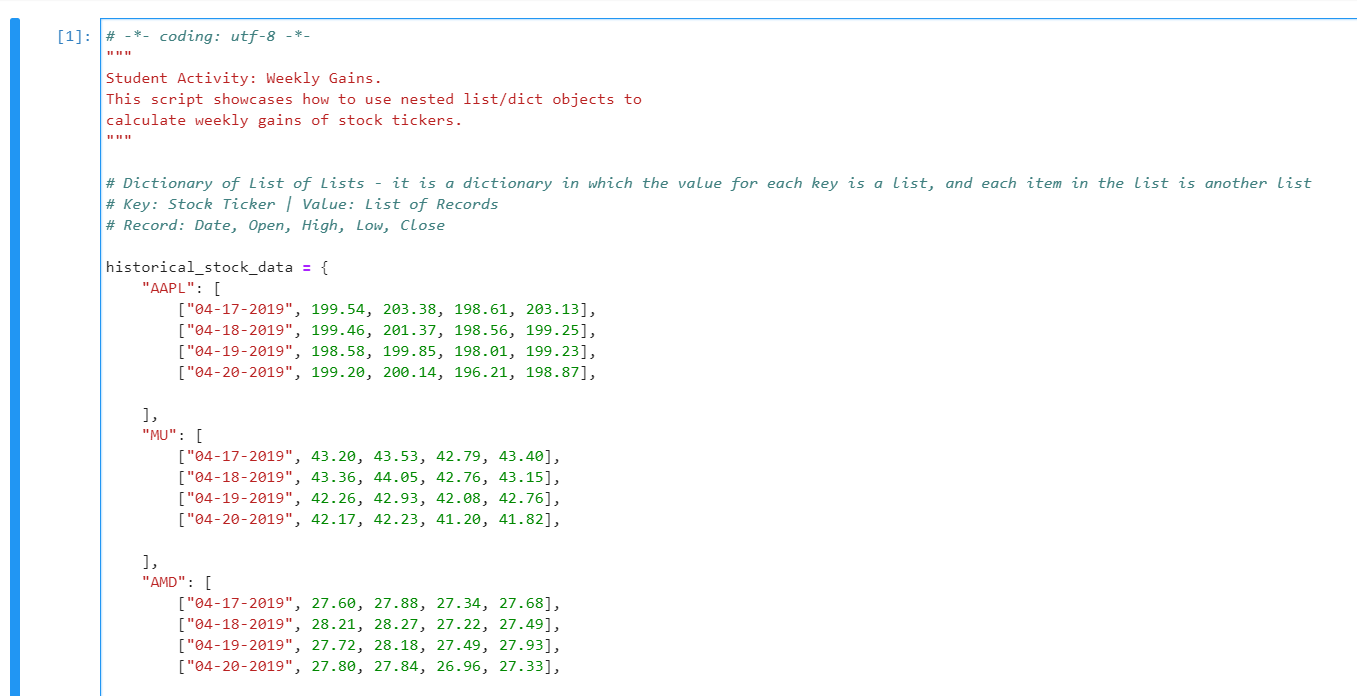 [1]: # -*- coding: utf-8 -*-
"""
Student Activity: Weekly Gains.
This script showcases how to use nested list/dict objects to
calculate weekly gains of stock tickers.
"""
# Dictionary of List of Lists - it is a dictionary in which the value for each key is a list, and each item in the list is another list
# Key: Stock Ticker | Value: List of Records
# Record: Date, Open, High, Low, Close
historical_stock_data = {
    "AAPL": [
        ["04-17-2019", 199.54, 203.38, 198.61, 203.13],
        ["04-18-2019", 199.46, 201.37, 198.56, 199.25],
        ["04-19-2019", 198.58, 199.85, 198.01, 199.23],
        ["04-20-2019", 199.20, 200.14, 196.21, 198.87],
    ],
    "MU": [
        ["04-17-2019", 43.20, 43.53, 42.79, 43.40],
        ["04-18-2019", 43.36, 44.05, 42.76, 43.15],
        ["04-19-2019", 42.26, 42.93, 42.08, 42.76],
        ["04-20-2019", 42.17, 42.23, 41.20, 41.82],
    ],
    "AMD": [
        ["04-17-2019", 27.60, 27.88, 27.34, 27.68],
        ["04-18-2019", 28.21, 28.27, 27.22, 27.49],
        ["04-19-2019", 27.72, 28.18, 27.49, 27.93],
        ["04-20-2019", 27.80, 27.84, 26.96, 27.33],